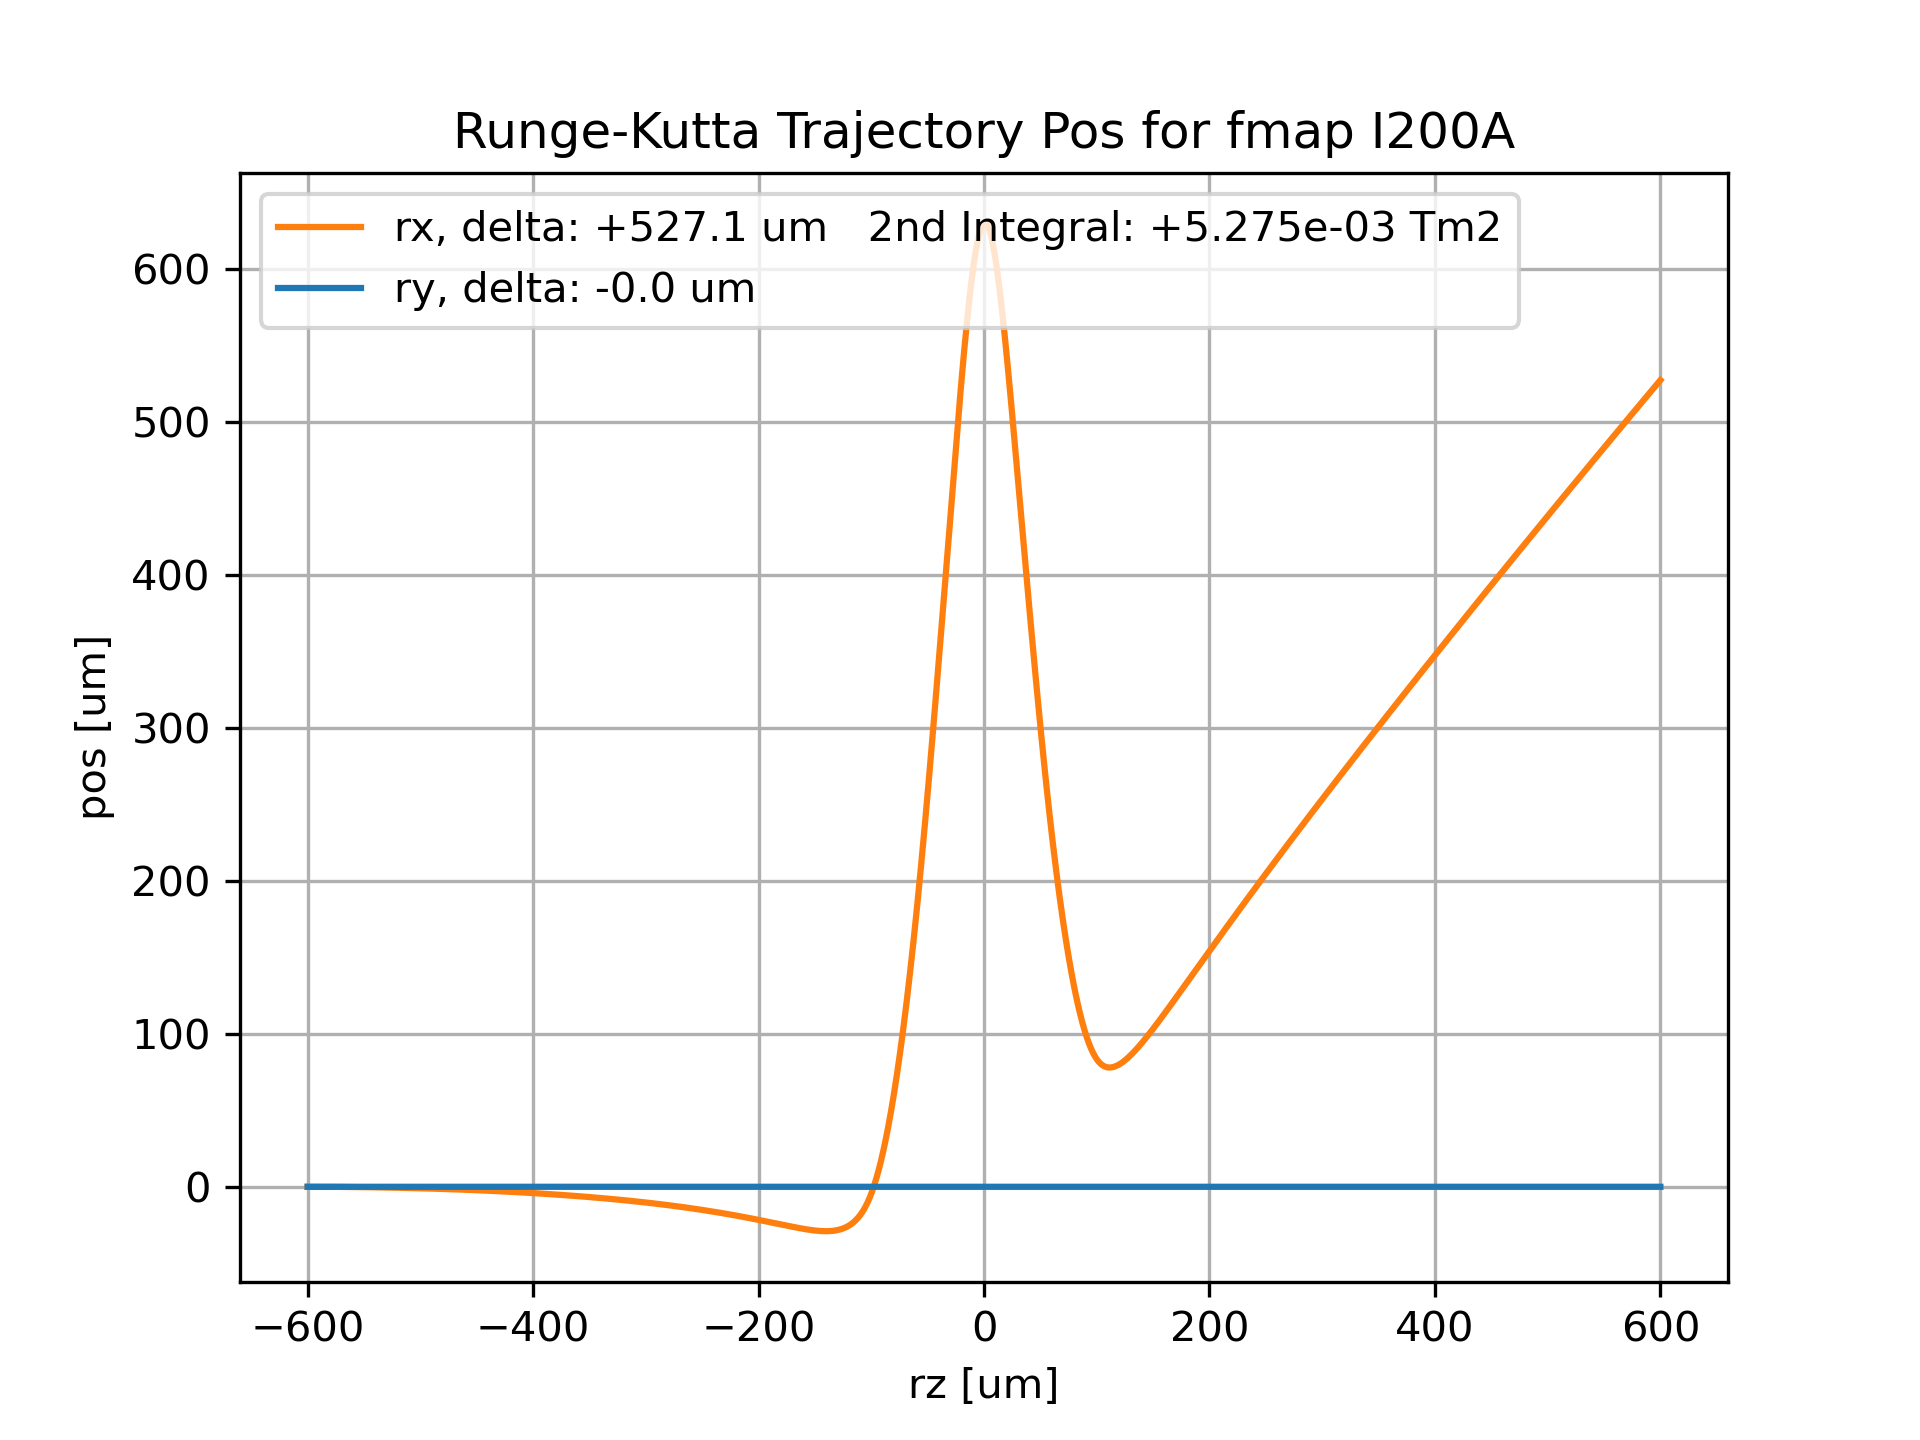 Runge-Kutta Trajectory Pos for fmap I200A
rx, delta: +527.1 um   2nd Integral: +5.275e-03 Tm2
ry, delta: -0.0 um
600
500
400
300
200
100
0
pos [um]
−600 −400 −200 0 200 400 600
rz [um]